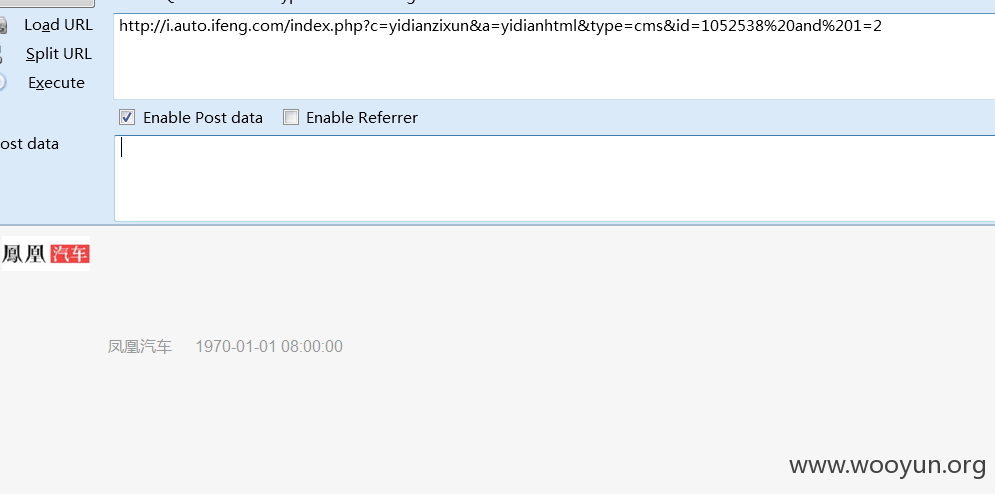 Load URL
http://i.auto.ifeng.com/index.php?c=yidianzixun&a=yidianhtml&type=cms&id=1052538%20and%201=2
Split URL
Execute
Enable Post data
Enable Referrer
ost data
鳳凰 汽车
凤凰汽车 1970-01-01 08:00:00
www.wooyun.org